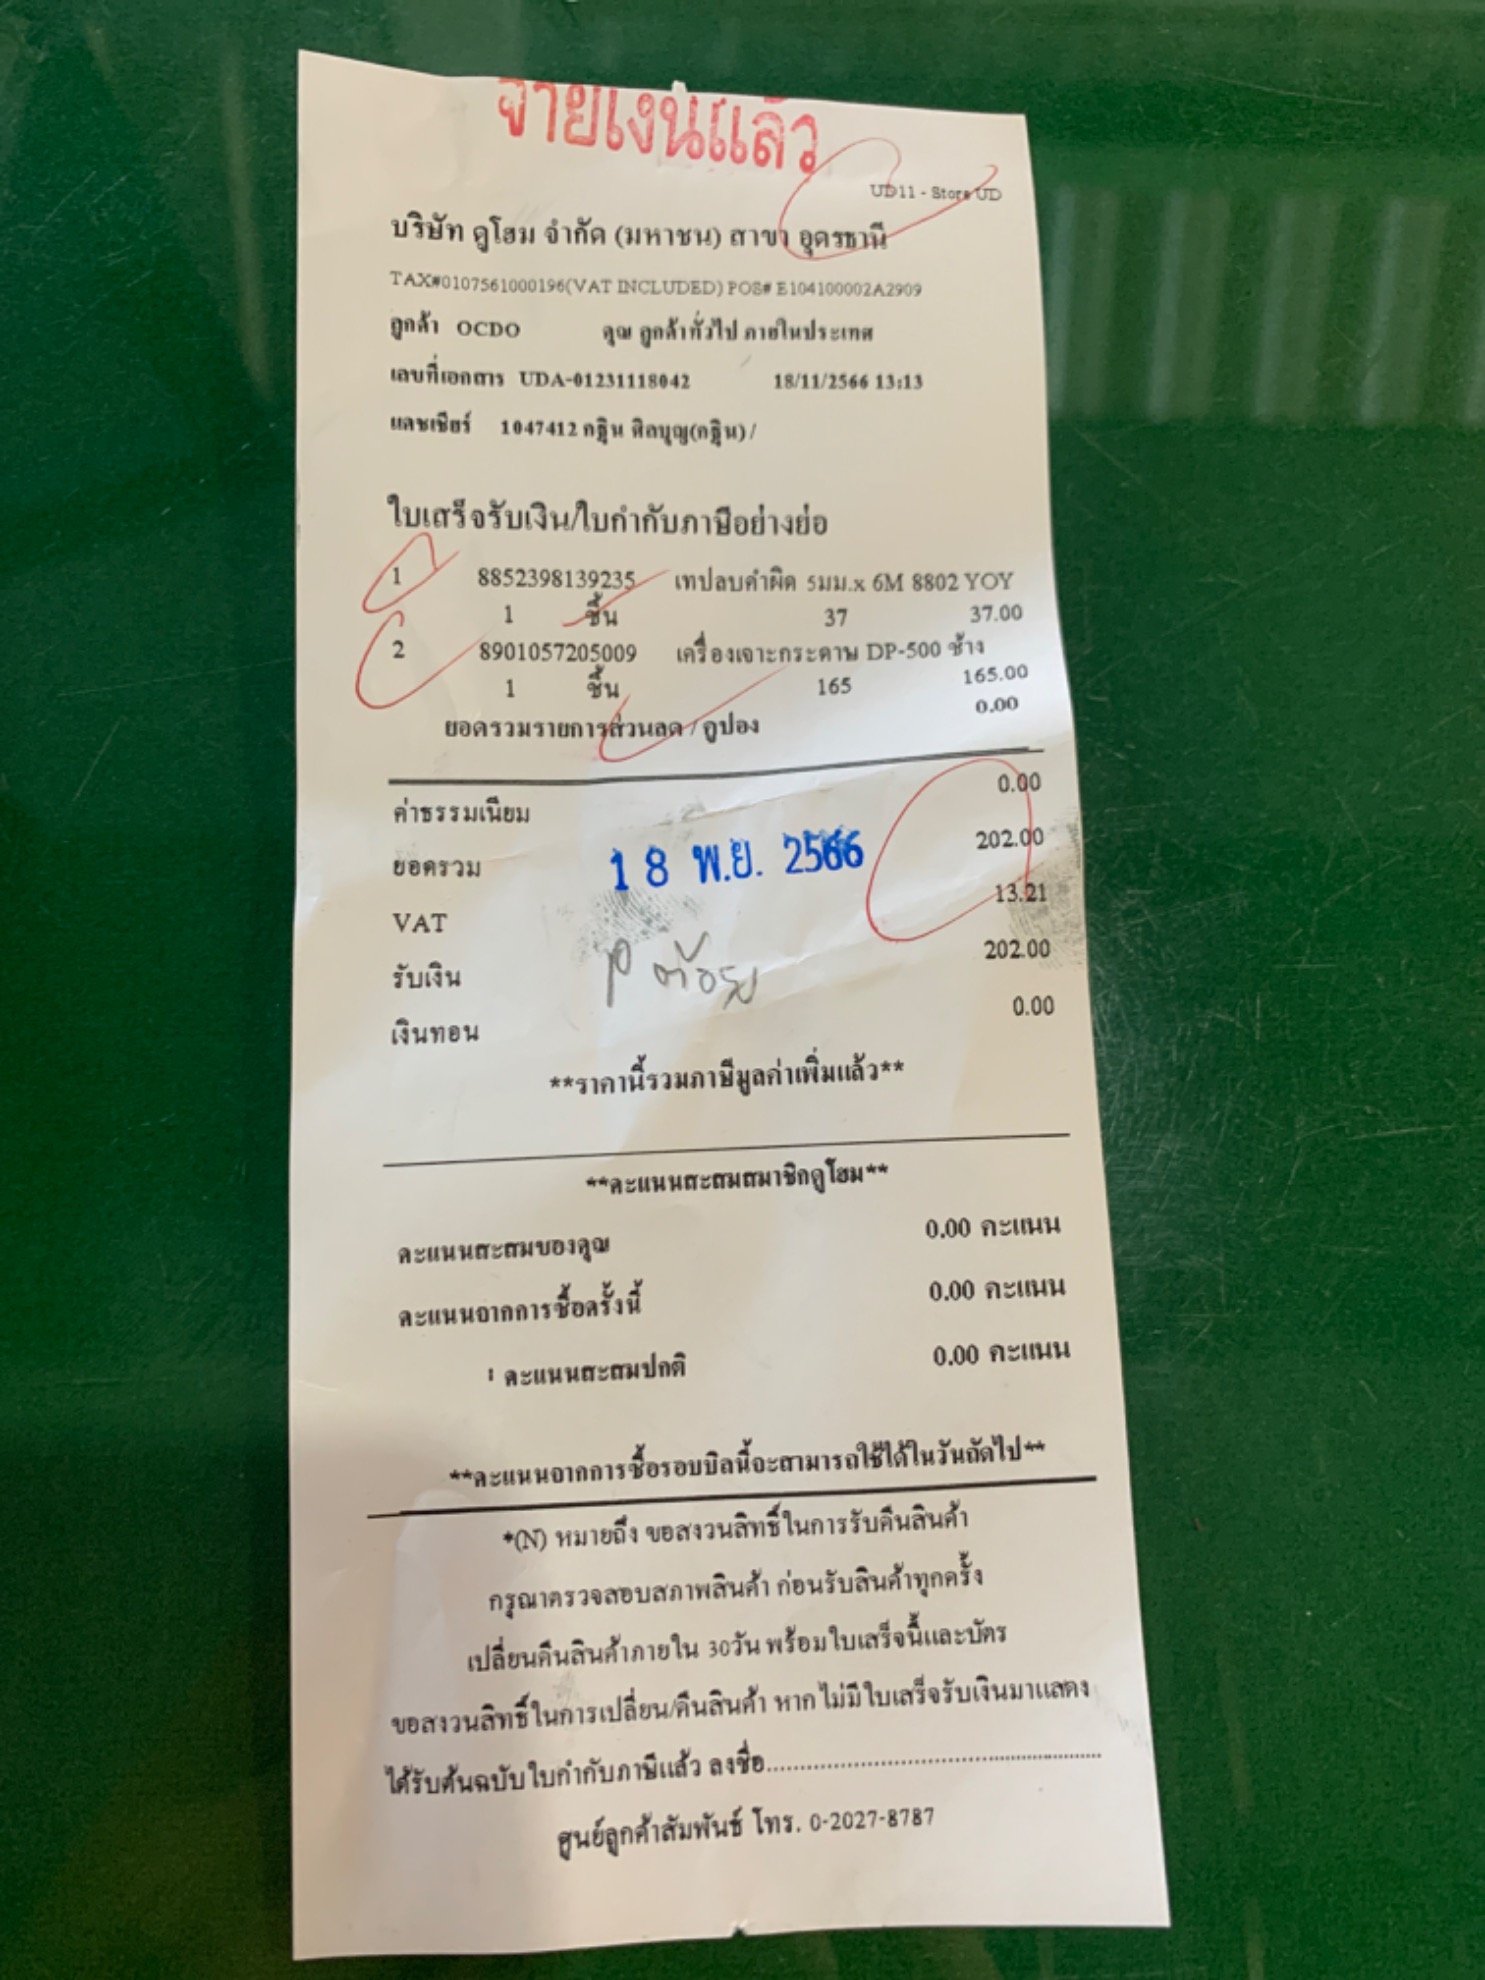 จ่ายเงินแล้ว
UD11 - Store UD
บริษัท ดูโฮม จำกัด (มหาชน) สาขา อุดรธานี
TAX#0107561000196(VAT INCLUDED) POS# E104100002A2909
ลูกค้า OCDO คุณ ลูกค้าทั่วไป ภายในประเทศ
เลขที่เอกสาร UDA-01231118042 18/11/2566 13:13
แคชเชียร์ 1047412 กฐิน ศิลบุญ(กฐิน) /
ใบเสร็จรับเงิน/ใบกำกับภาษีอย่างย่อ
1 8852398139235 เทปลบคำผิด 5มม.x 6M 8802 YOY
1 ชิ้น 37 37.00
2 8901057205009 เครื่องเจาะกระดาษ DP-500 ช้าง
1 ชิ้น 165 165.00
ยอดรวมรายการส่วนลด / คูปอง 0.00
ค่าธรรมเนียม 0.00
ยอดรวม 202.00
18 พ.ย. 2566
VAT 13.21
รับเงิน 202.00
เงินทอน 0.00
**ราคานี้รวมภาษีมูลค่าเพิ่มแล้ว**
**คะแนนสะสมสมาชิกดูโฮม**
คะแนนสะสมของคุณ 0.00 คะแนน
คะแนนจากการซื้อครั้งนี้ 0.00 คะแนน
: คะแนนสะสมปกติ 0.00 คะแนน
**คะแนนจากการซื้อรอบบิลนี้จะสามารถใช้ได้ในวันถัดไป**
*(N) หมายถึง ขอสงวนสิทธิ์ในการรับคืนสินค้า
กรุณาตรวจสอบสภาพสินค้า ก่อนรับสินค้าทุกครั้ง
เปลี่ยนคืนสินค้าภายใน 30วัน พร้อมใบเสร็จนี้และบัตร
ขอสงวนสิทธิ์ในการเปลี่ยน/คืนสินค้า หากไม่มีใบเสร็จรับเงินมาแสดง
ได้รับต้นฉบับใบกำกับภาษีแล้ว ลงชื่อ..........................................................
ศูนย์ลูกค้าสัมพันธ์ โทร. 0-2027-8787